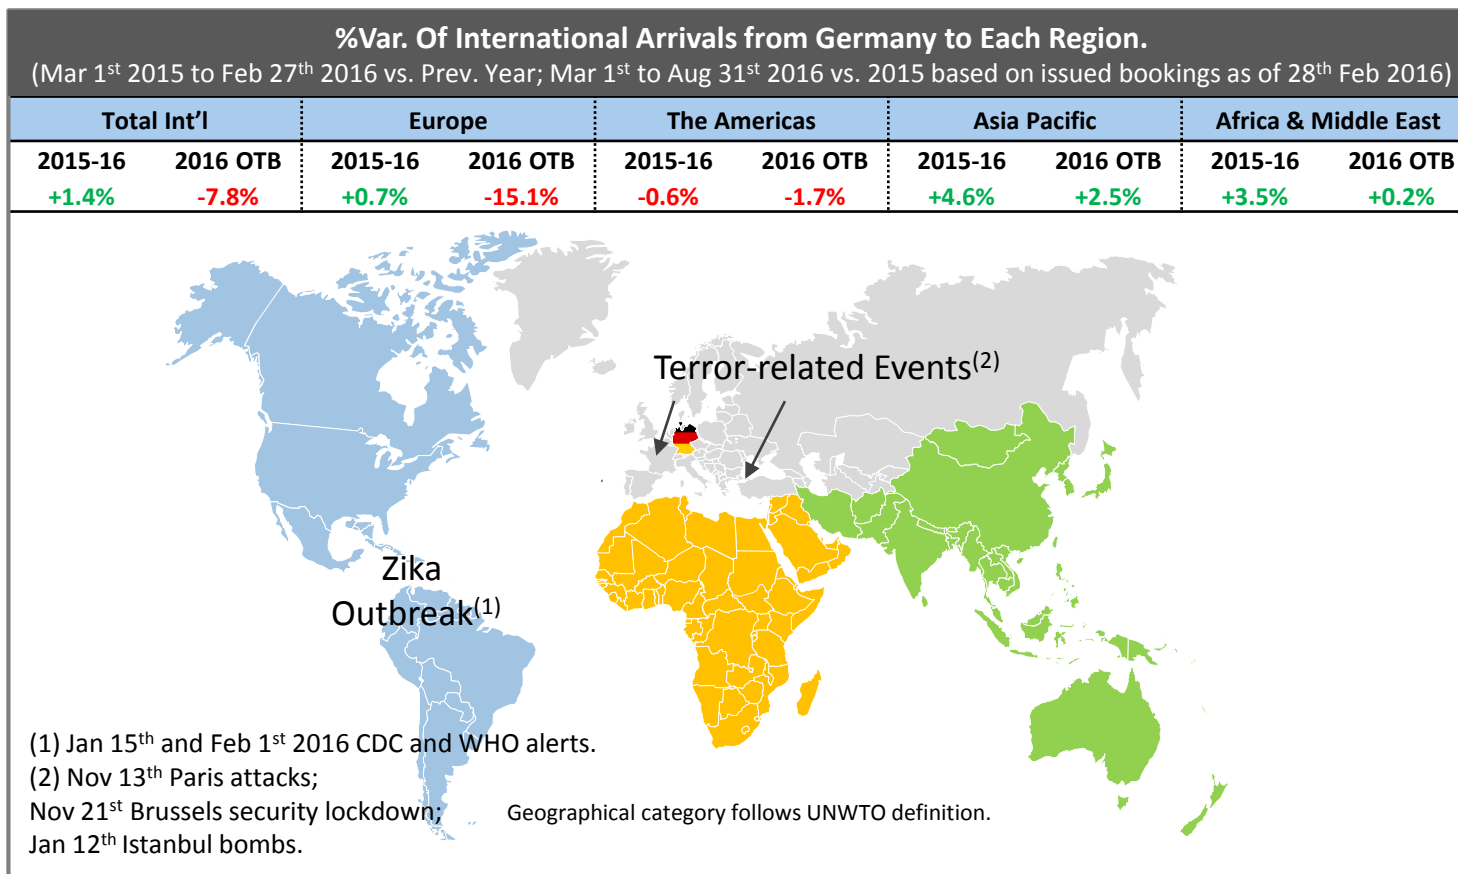 %Var. Of International Arrivals from Germany to Each Region.
(Mar 1st 2015 to Feb 27th 2016 vs. Prev. Year; Mar 1st to Aug 31st 2016 vs. 2015 based on issued bookings as of 28th Feb 2016)
Total Int'l Europe The Americas Asia Pacific Africa & Middle East
2015-16 2016 OTB 2015-16 2016 OTB 2015-16 2016 OTB 2015-16 2016 OTB 2015-16 2016 OTB
+1.4% -7.8% +0.7% -15.1% -0.6% -1.7% +4.6% +2.5% +3.5% +0.2%
Terror-related Events(2)
Zika
Outbreak(1)
(1) Jan 15th and Feb 1st 2016 CDC and WHO alerts.
(2) Nov 13th Paris attacks;
Nov 21st Brussels security lockdown;
Jan 12th Istanbul bombs.
Geographical category follows UNWTO definition.